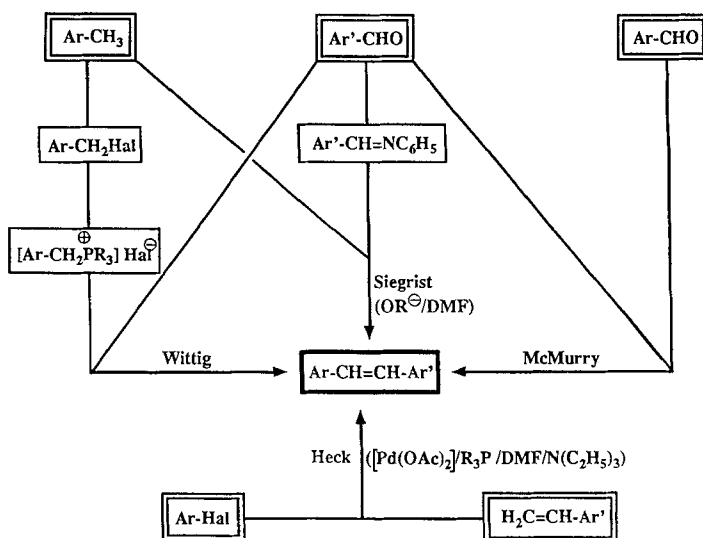 Ar-CH₃
Ar'-CHO
Ar-CHO
Ar-CH₂Hal
Ar'-CH=NC₆H₅
[Ar-CH₂PR₃]⊕ Hal⊖
Siegrist
(OR⊖/DMF)
Wittig
Ar-CH=CH-Ar'
McMurry
Heck ([Pd(OAc)₂]/R₃P /DMF/N(C₂H₅)₃)
Ar-Hal
H₂C=CH-Ar'